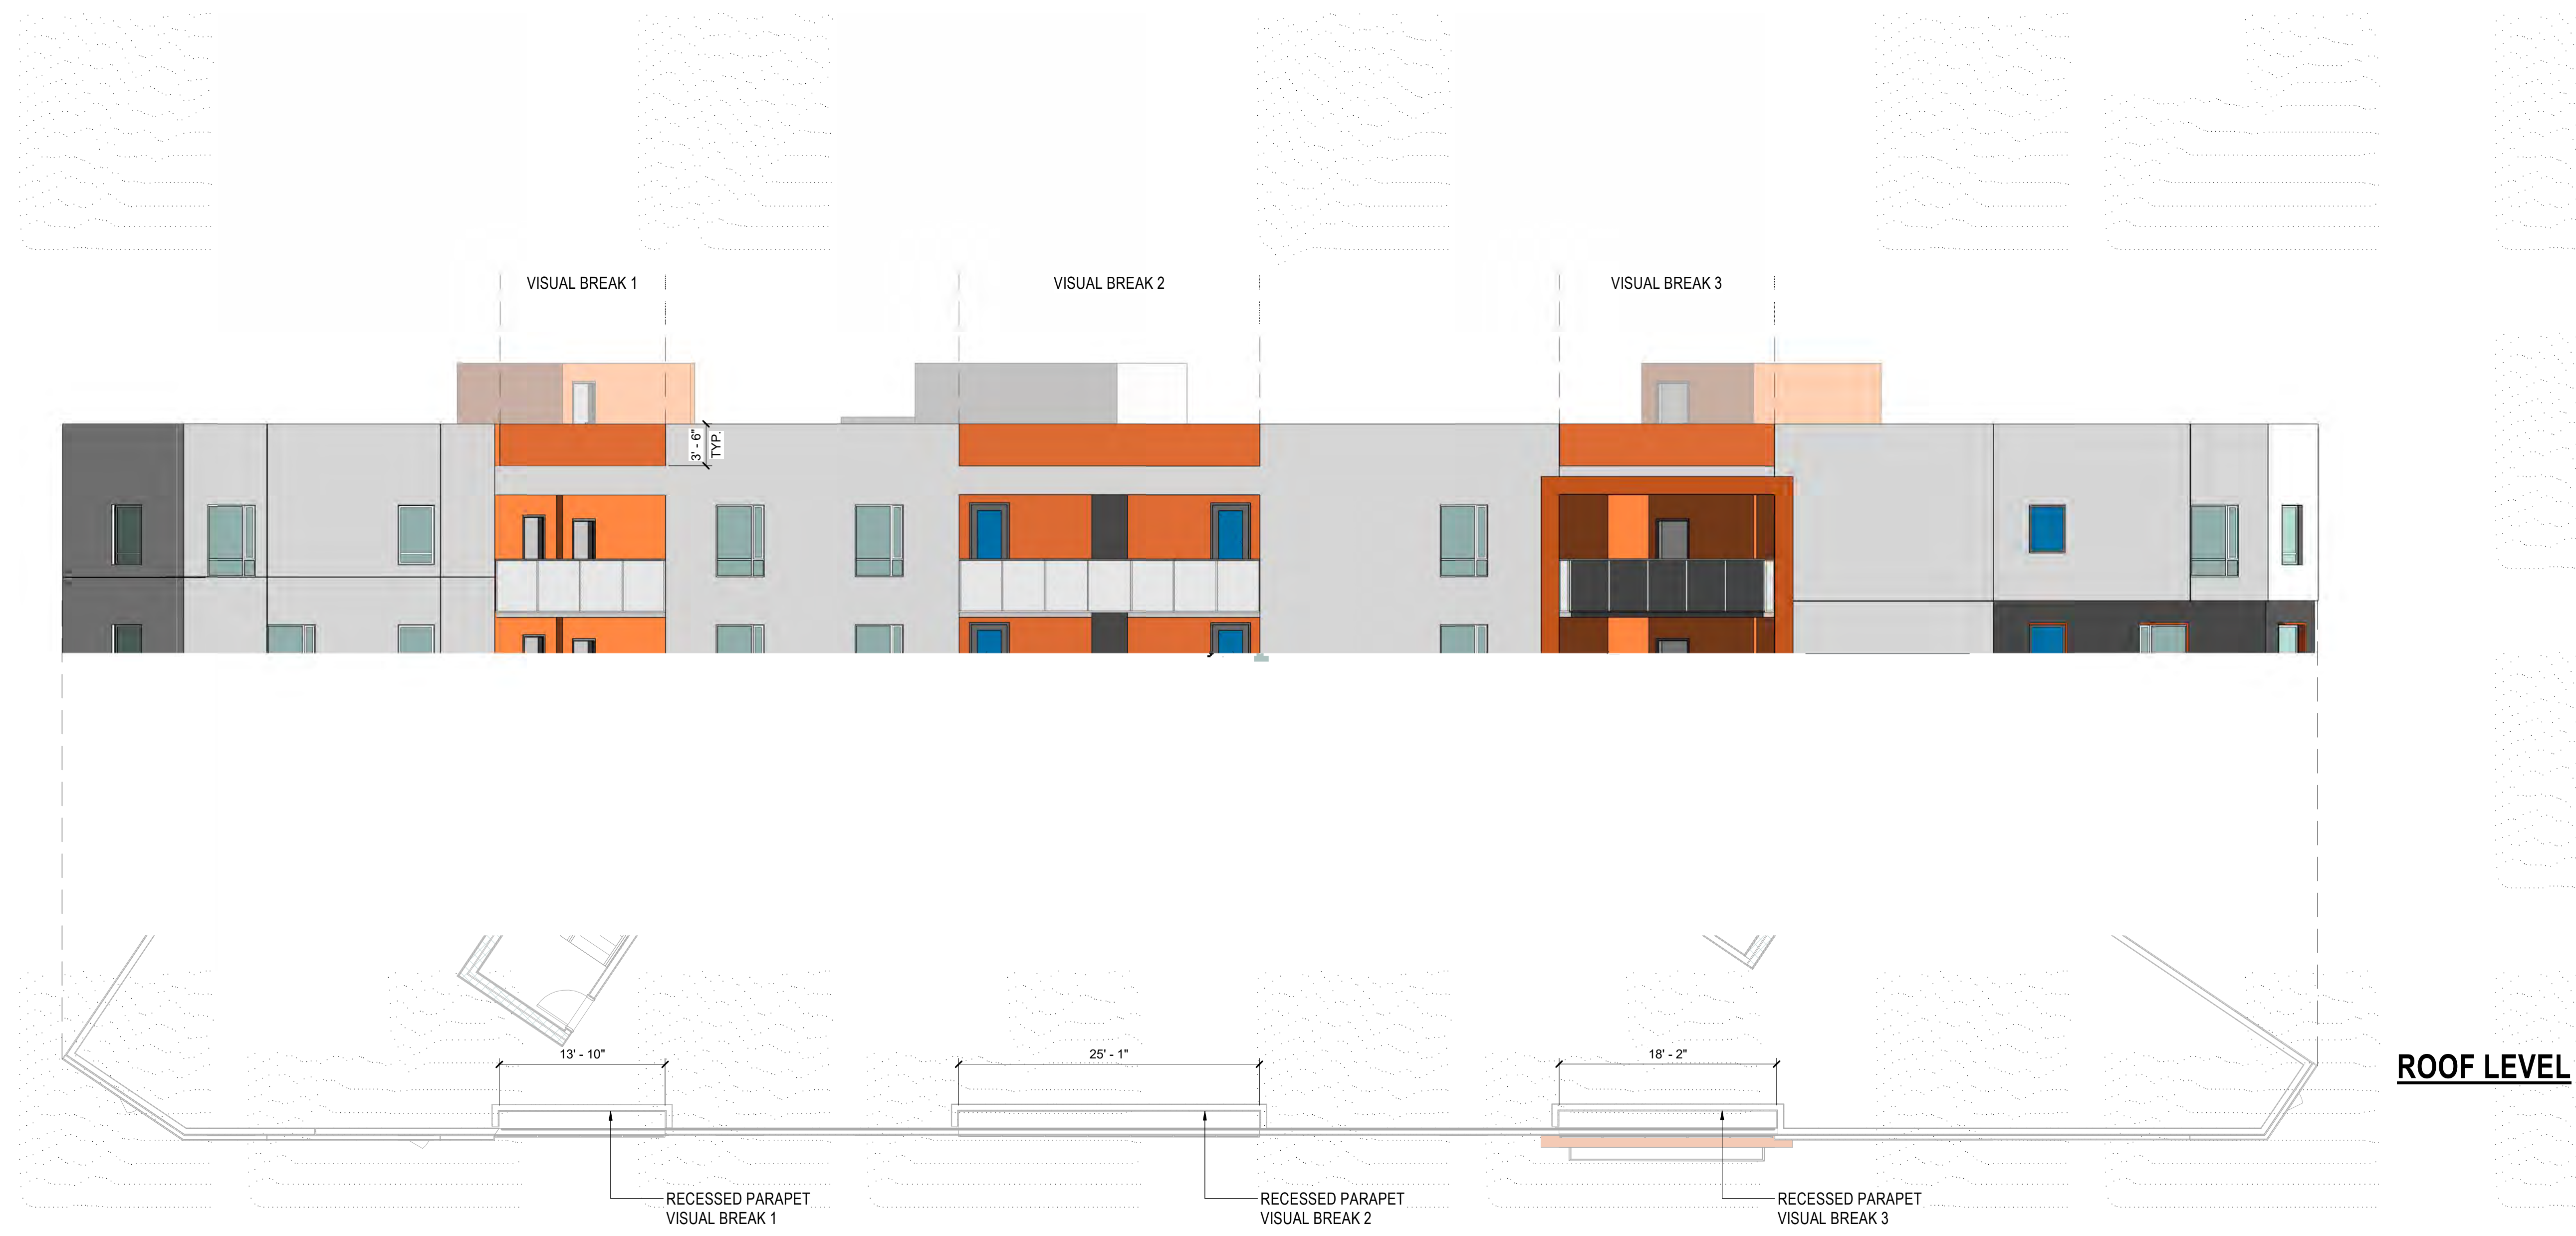 VISUAL BREAK 1
VISUAL BREAK 2
VISUAL BREAK 3
3' - 6"
TYP.
13' - 10"
25' - 1"
18' - 2"
ROOF LEVEL
RECESSED PARAPET
VISUAL BREAK 1
RECESSED PARAPET
VISUAL BREAK 2
RECESSED PARAPET
VISUAL BREAK 3